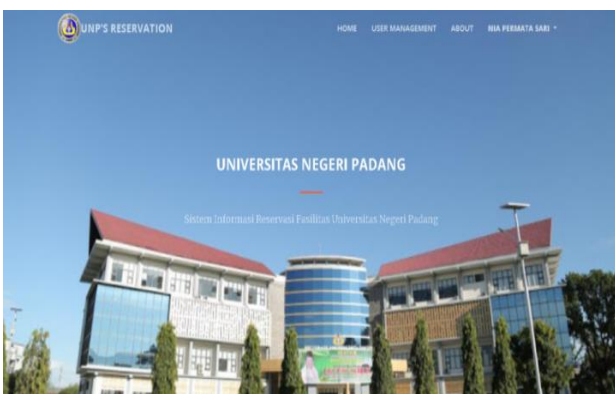 UNP'S RESERVATION
HOME USER MANAGEMENT ABOUT NIA PERMATA SARI
UNIVERSITAS NEGERI PADANG
Sistem Informasi Reservasi Fasilitas Universitas Negeri Padang